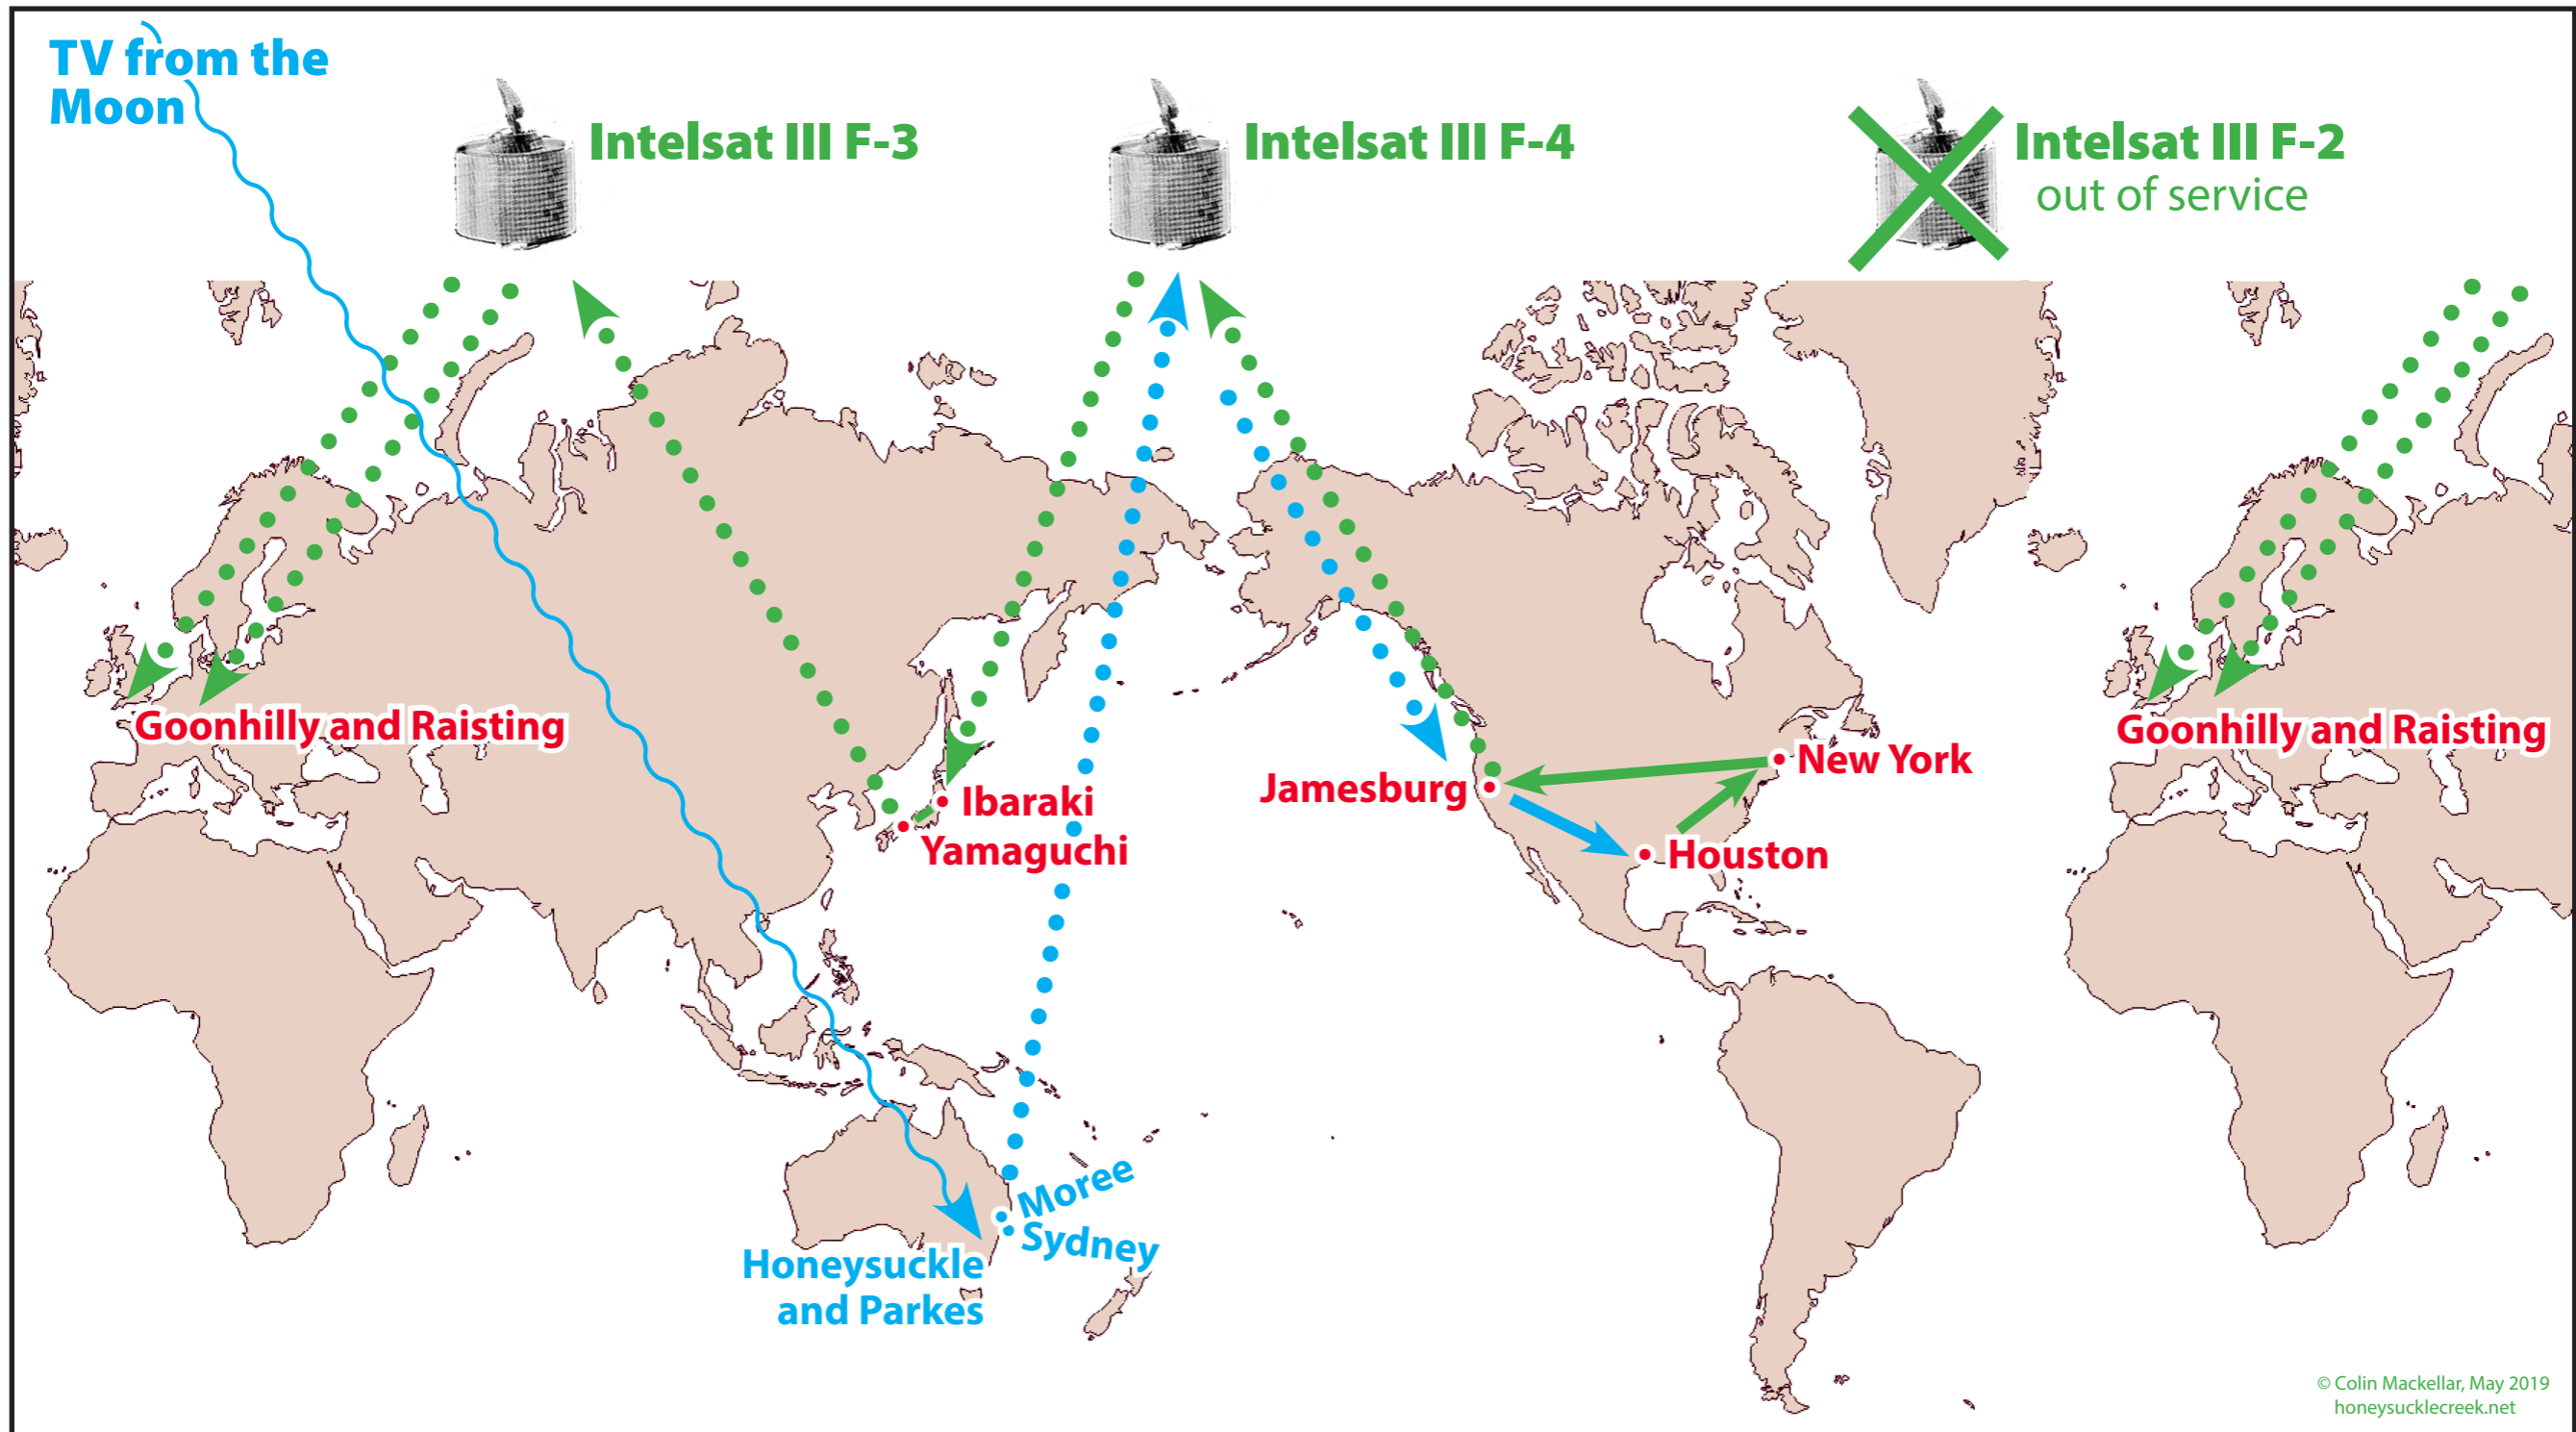 TV from the
Moon
Intelsat III F-3
Intelsat III F-4
Intelsat III F-2
out of service
Goonhilly and Raisting
Ibaraki
Yamaguchi
Jamesburg
New York
Houston
Goonhilly and Raisting
Moree
Sydney
Honeysuckle
and Parkes
© Colin Mackellar, May 2019
honeysucklecreek.net